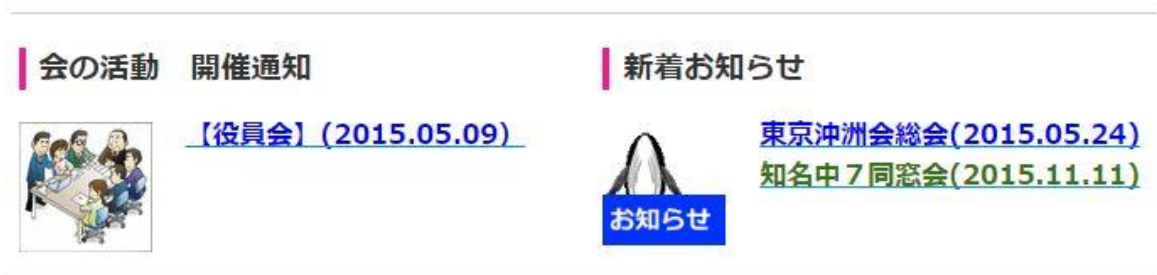 会の活動　開催通知
【役員会】(2015.05.09)
新着お知らせ
東京沖洲会総会(2015.05.24)
知名中７同窓会(2015.11.11)
お知らせ